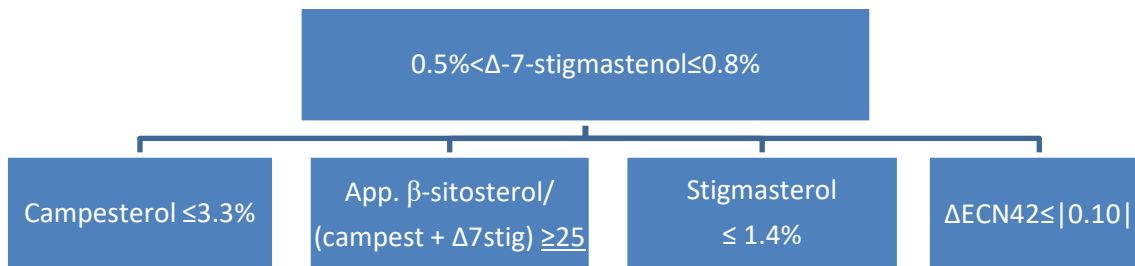 0.5%<Δ-7-stigmastenol≤0.8%
Campesterol ≤3.3%
App. β-sitosterol/
(campest + Δ7stig) ≥25
Stigmasterol
≤ 1.4%
ΔECN42≤|0.10|